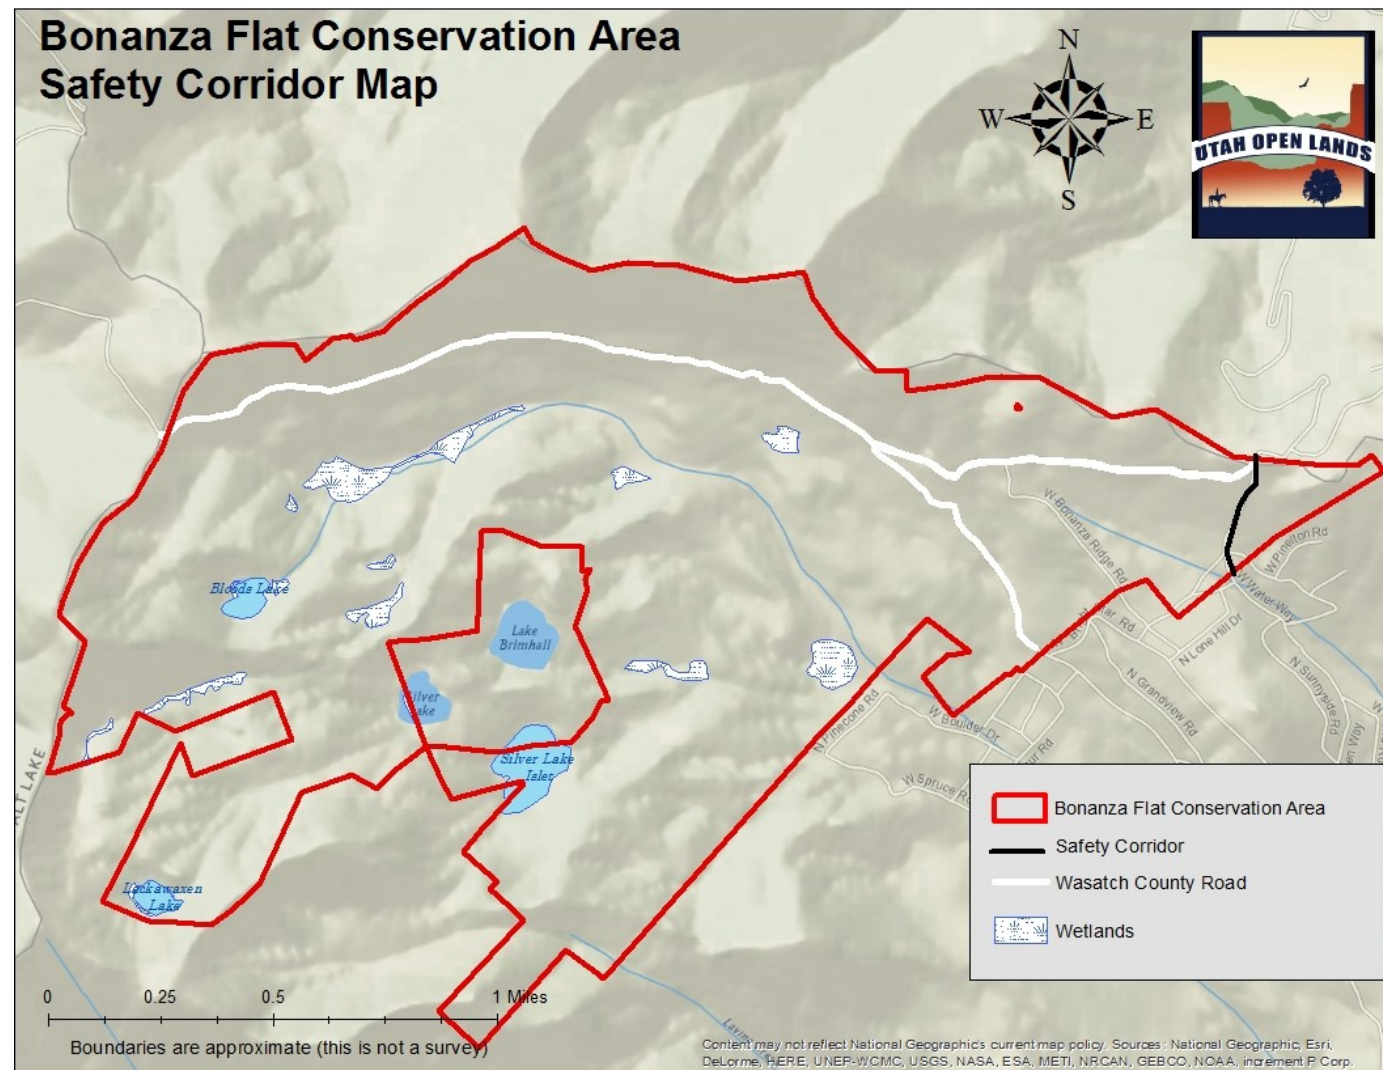 Bonanza Flat Conservation Area
Safety Corridor Map
N
W
E
S
UTAH OPEN LANDS
W Bonanza Ridge Rd
W Pinelton Rd
W Water Way
N Lone Hill Dr
N Sunnyside Rd
N Grandview Rd
Bloods Lake
Lake
Brimhall
Silver
Lake
Silver Lake
Islet
Lackawaxen
Lake
N Pinecone Rd
W Boulder Dr
W Spruce Rd
ALT LAKE
Bonanza Flat Conservation Area
Safety Corridor
Wasatch County Road
Wetlands
0 0.25 0.5 1 Miles
Boundaries are approximate (this is not a survey)
Content may not reflect National Geographic's current map policy. Sources: National Geographic, Esri,
DeLorme, HERE, UNEP-WCMC, USGS, NASA, ESA, METI, NRCAN, GEBCO, NOAA, increment P Corp.